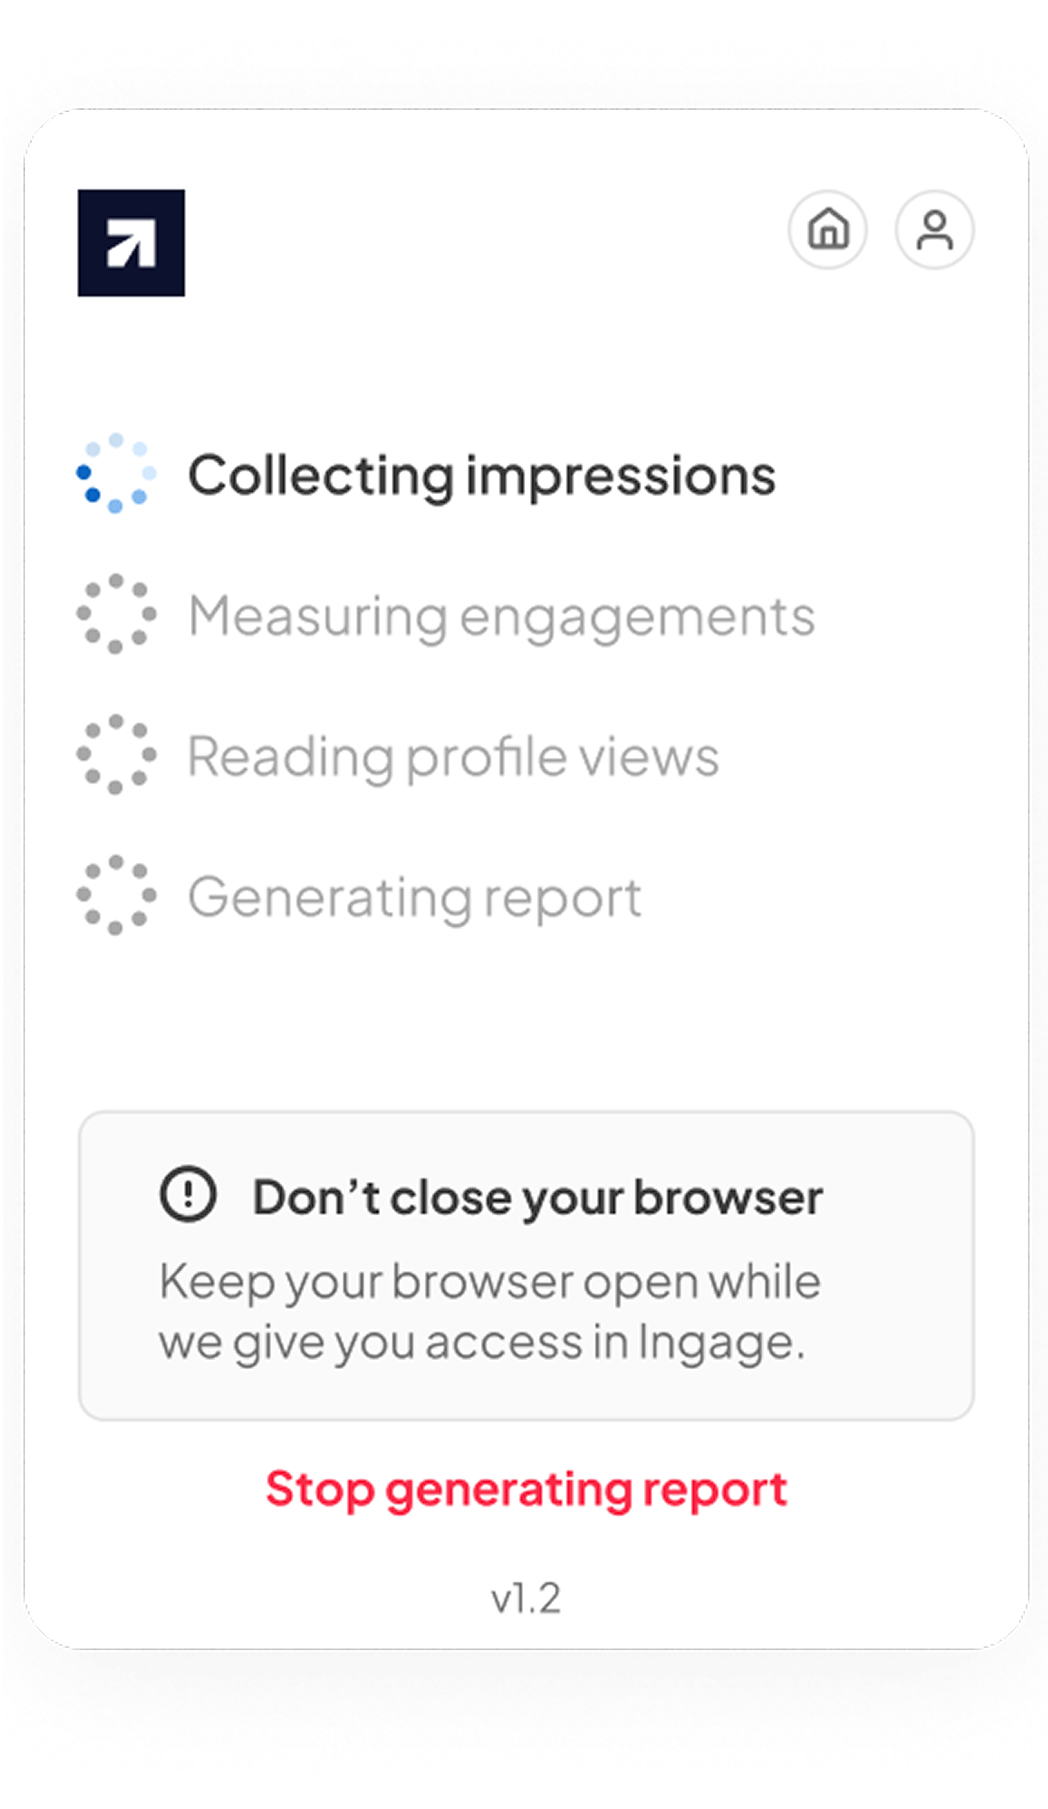 Collecting impressions
Measuring engagements
Reading profile views
Generating report
Don’t close your browser
Keep your browser open while
we give you access in Ingage.
Stop generating report
v1.2